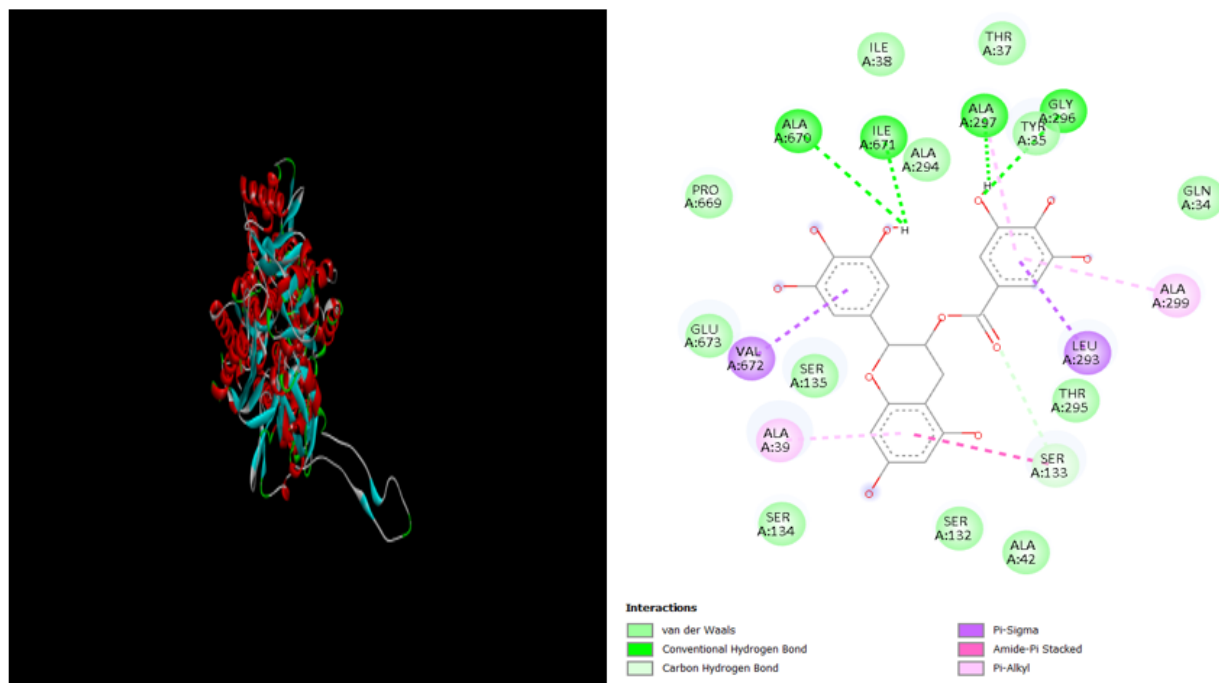 THR
A:37
ILE
A:38
ALA
A:297
GLY
A:296
ALA
A:670
ILE
A:671
TYR
A:35
ALA
A:294
PRO
A:669
GLN
A:34
H
H
O
O
O
O
O
O
ALA
A:299
O
O
GLU
A:673
VAL
A:672
SER
A:135
LEU
A:293
O
O
THR
A:295
ALA
A:39
O
SER
A:133
O
SER
A:134
SER
A:132
ALA
A:42
Interactions
van der Waals
Conventional Hydrogen Bond
Carbon Hydrogen Bond
Pi-Sigma
Amide-Pi Stacked
Pi-Alkyl